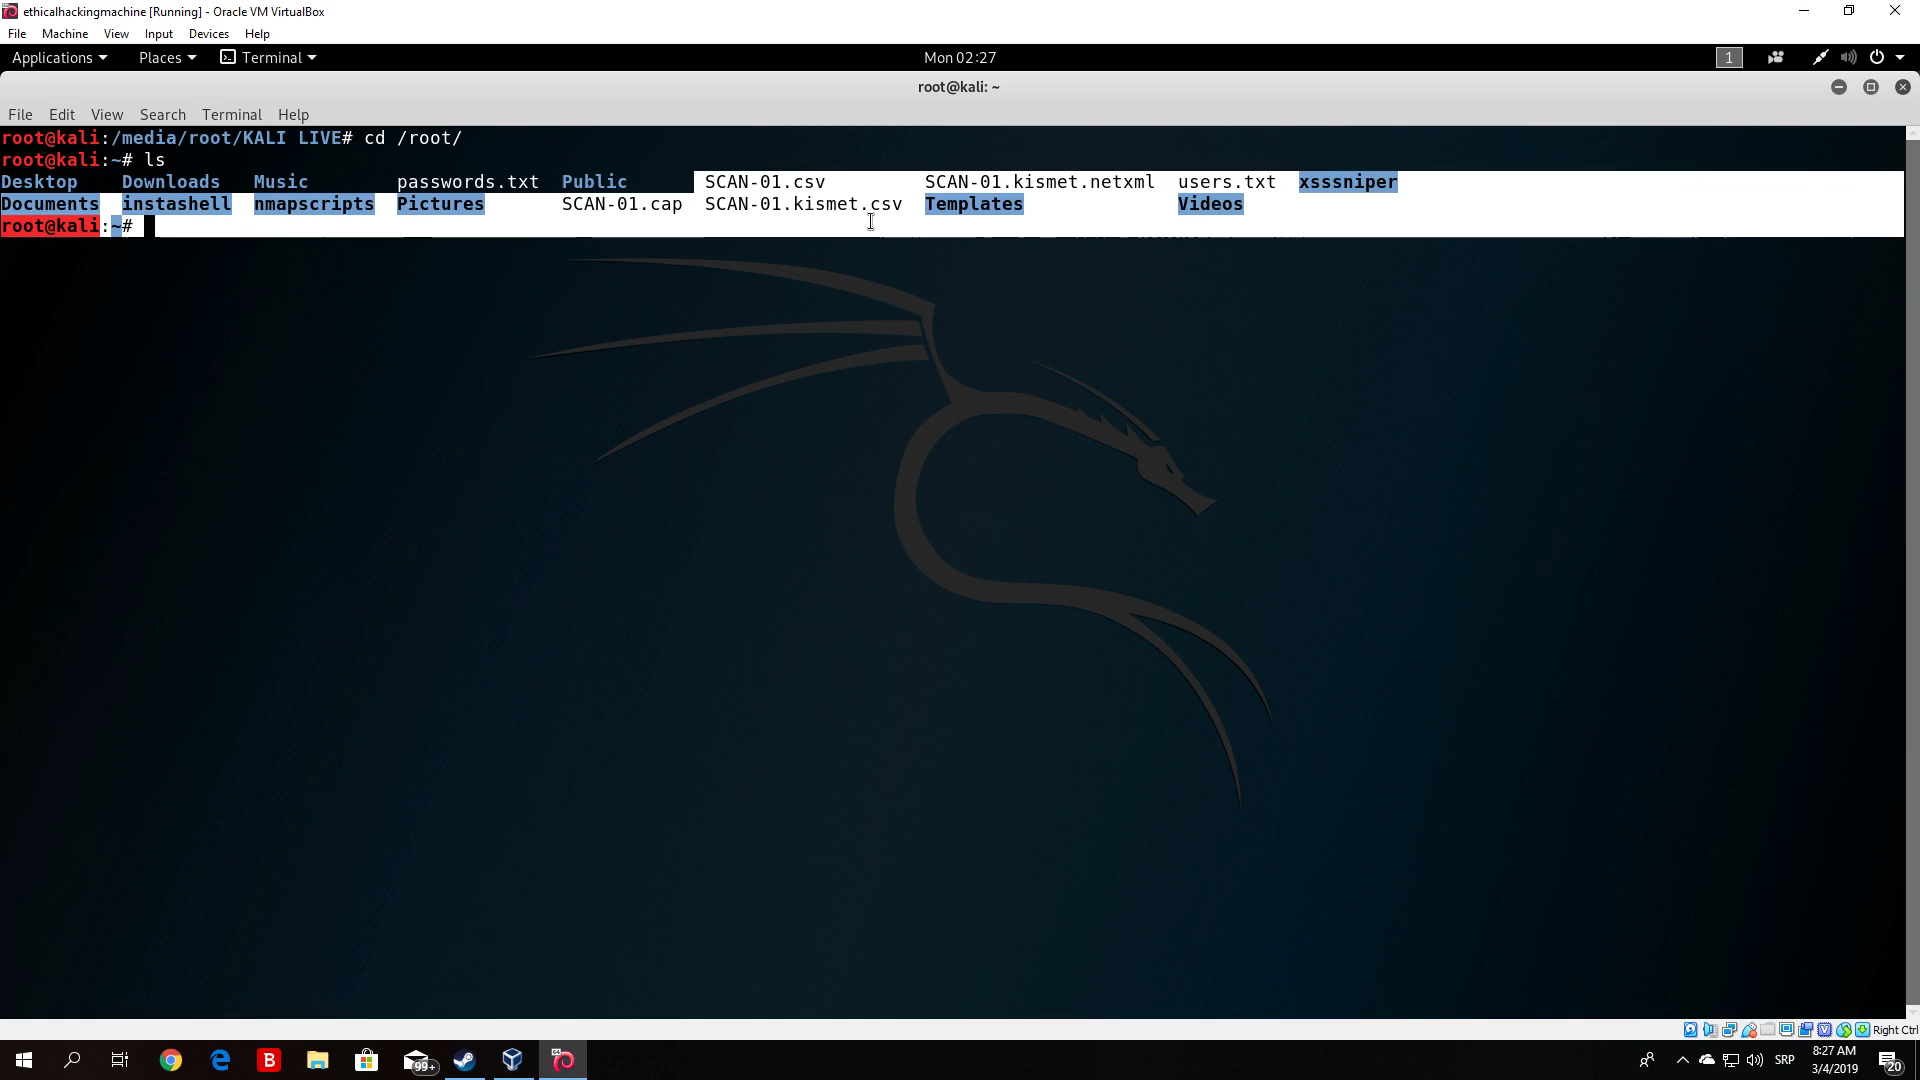 ethicalhackingmachine [Running] - Oracle VM VirtualBox
File Machine View Input Devices Help
Applications Places Terminal Mon 02:27 1
root@kali: ~
File Edit View Search Terminal Help
root@kali:/media/root/KALI LIVE# cd /root/
root@kali:~# ls
Desktop Downloads Music passwords.txt Public SCAN-01.csv SCAN-01.kismet.netxml users.txt xsssniper
Documents instashell nmapscripts Pictures SCAN-01.cap SCAN-01.kismet.csv Templates Videos
root@kali:~#
Right Ctrl
B 99+ SRP 8:27 AM 20
3/4/2019